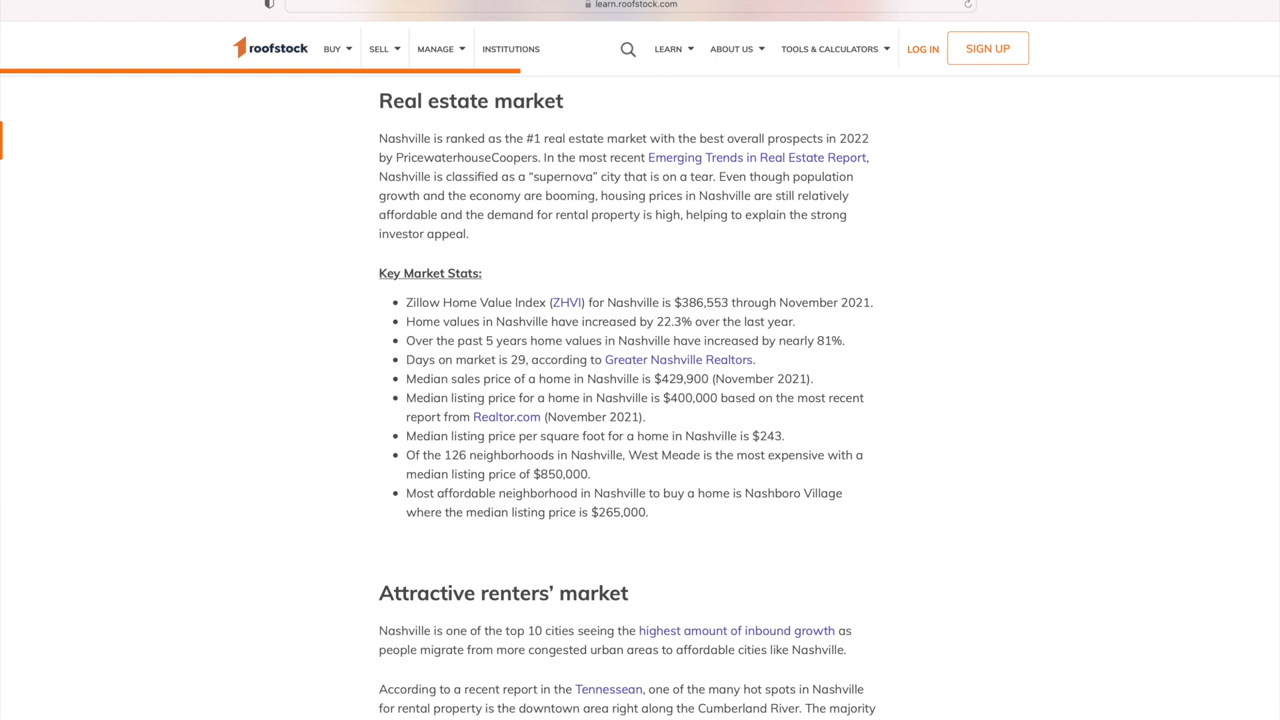 learn.roofstock.com
roofstock BUY SELL MANAGE INSTITUTIONS LEARN ABOUT US TOOLS & CALCULATORS LOG IN SIGN UP
Real estate market
Nashville is ranked as the #1 real estate market with the best overall prospects in 2022
by PricewaterhouseCoopers. In the most recent Emerging Trends in Real Estate Report,
Nashville is classified as a “supernova” city that is on a tear. Even though population
growth and the economy are booming, housing prices in Nashville are still relatively
affordable and the demand for rental property is high, helping to explain the strong
investor appeal.
Key Market Stats:
• Zillow Home Value Index (ZHVI) for Nashville is $386,553 through November 2021.
• Home values in Nashville have increased by 22.3% over the last year.
• Over the past 5 years home values in Nashville have increased by nearly 81%.
• Days on market is 29, according to Greater Nashville Realtors.
• Median sales price of a home in Nashville is $429,900 (November 2021).
• Median listing price for a home in Nashville is $400,000 based on the most recent
report from Realtor.com (November 2021).
• Median listing price per square foot for a home in Nashville is $243.
• Of the 126 neighborhoods in Nashville, West Meade is the most expensive with a
median listing price of $850,000.
• Most affordable neighborhood in Nashville to buy a home is Nashboro Village
where the median listing price is $265,000.
Attractive renters’ market
Nashville is one of the top 10 cities seeing the highest amount of inbound growth as
people migrate from more congested urban areas to affordable cities like Nashville.
According to a recent report in the Tennessean, one of the many hot spots in Nashville
for rental property is the downtown area right along the Cumberland River. The majority